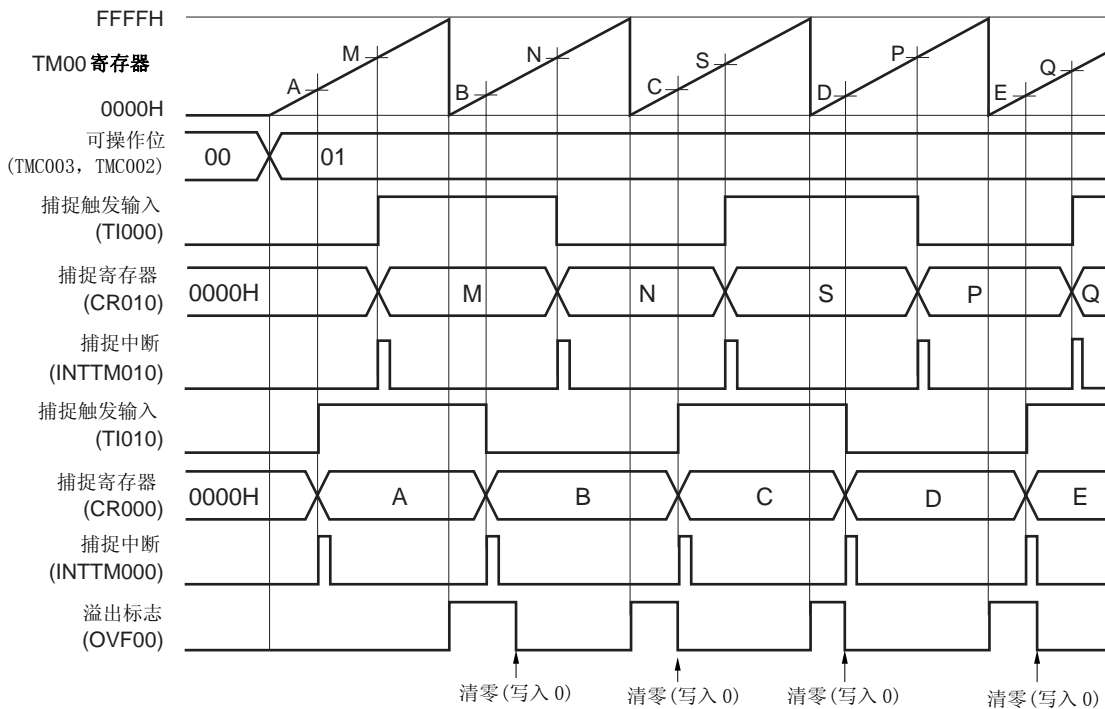 FFFFH
TM00 寄存器
0000H
A M B N C S D P E Q
可操作位
(TMC003，TMC002)
00 01
捕捉触发输入
(TI000)
捕捉寄存器
(CR010)
0000H M N S P Q
捕捉中断
(INTTM010)
捕捉触发输入
(TI010)
捕捉寄存器
(CR000)
0000H A B C D E
捕捉中断
(INTTM000)
溢出标志
(OVF00)
清零(写入 0) 清零(写入 0) 清零(写入 0) 清零(写入 0)